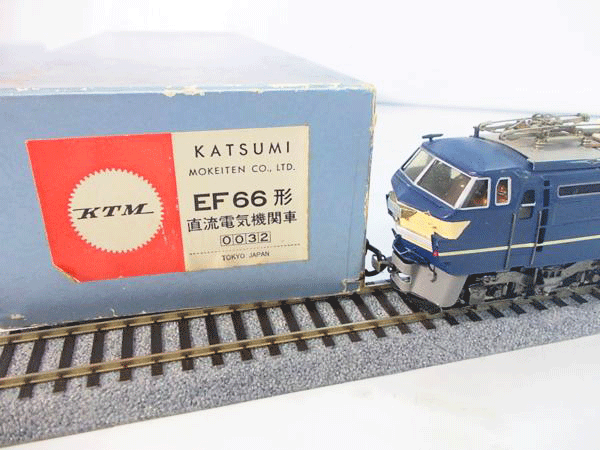 KTM
KATSUMI
MOKEITEN CO., LTD.
EF66形
直流電気機関車
0032
TOKYO JAPAN